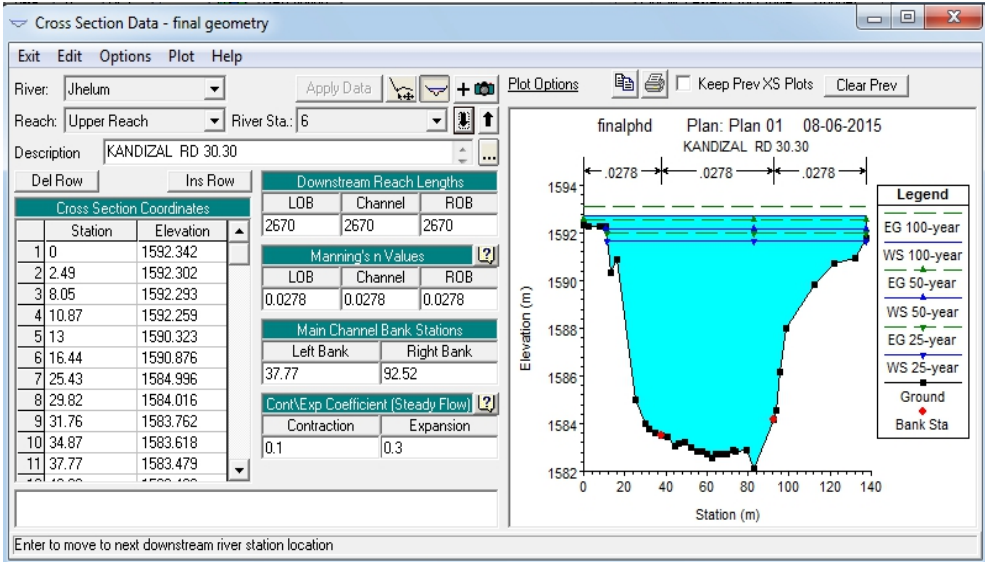 Cross Section Data - final geometry
Exit Edit Options Plot Help
River: Jhelum Apply Data
Reach: Upper Reach River Sta.: 6
Description KANDIZAL RD 30.30 ...
Del Row Ins Row
Cross Section Coordinates
Station Elevation
1 0 1592.342
2 2.49 1592.302
3 8.05 1592.293
4 10.87 1592.259
5 13 1590.323
6 16.44 1590.876
7 25.43 1584.996
8 29.82 1584.016
9 31.76 1583.762
10 34.87 1583.618
11 37.77 1583.479
Downstream Reach Lengths
LOB Channel ROB
2670 2670 2670
Manning's n Values ?
LOB Channel ROB
0.0278 0.0278 0.0278
Main Channel Bank Stations
Left Bank Right Bank
37.77 92.52
Cont\Exp Coefficient (Steady Flow) ?
Contraction Expansion
0.1 0.3
Plot Options Keep Prev XS Plots Clear Prev
finalphd Plan: Plan 01 08-06-2015
KANDIZAL RD 30.30
.0278 .0278 .0278
1594
1592
1590
1588
1586
1584
1582
Elevation (m)
0 20 40 60 80 100 120 140
Station (m)
Legend
EG 100-year
WS 100-year
EG 50-year
WS 50-year
EG 25-year
WS 25-year
Ground
Bank Sta
Enter to move to next downstream river station location